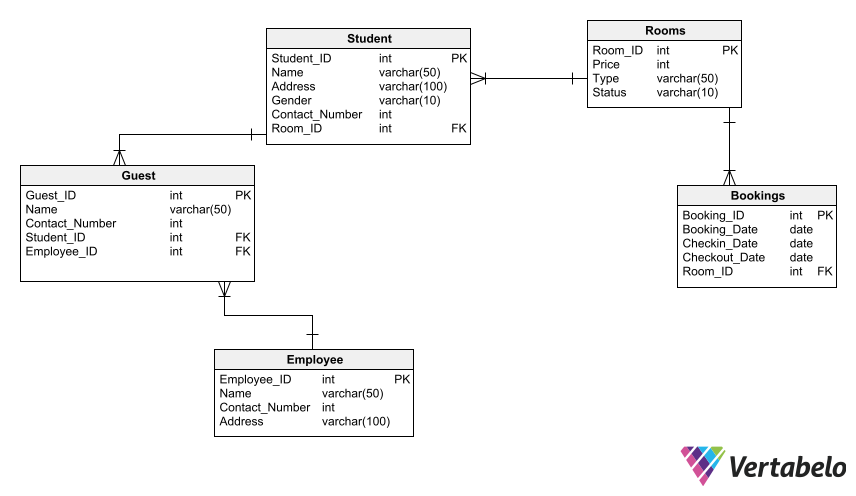 Student
Student_ID int PK
Name varchar(50)
Address varchar(100)
Gender varchar(10)
Contact_Number int
Room_ID int FK
Rooms
Room_ID int PK
Price int
Type varchar(50)
Status varchar(10)
Guest
Guest_ID int PK
Name varchar(50)
Contact_Number int
Student_ID int FK
Employee_ID int FK
Bookings
Booking_ID int PK
Booking_Date date
Checkin_Date date
Checkout_Date date
Room_ID int FK
Employee
Employee_ID int PK
Name varchar(50)
Contact_Number int
Address varchar(100)
Vertabelo